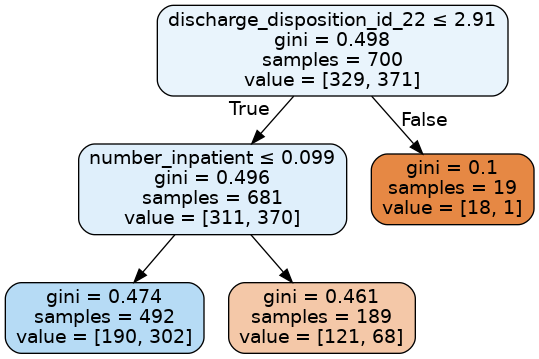 discharge_disposition_id_22 ≤ 2.91
gini = 0.498
samples = 700
value = [329, 371]
True
False
number_inpatient ≤ 0.099
gini = 0.496
samples = 681
value = [311, 370]
gini = 0.1
samples = 19
value = [18, 1]
gini = 0.474
samples = 492
value = [190, 302]
gini = 0.461
samples = 189
value = [121, 68]